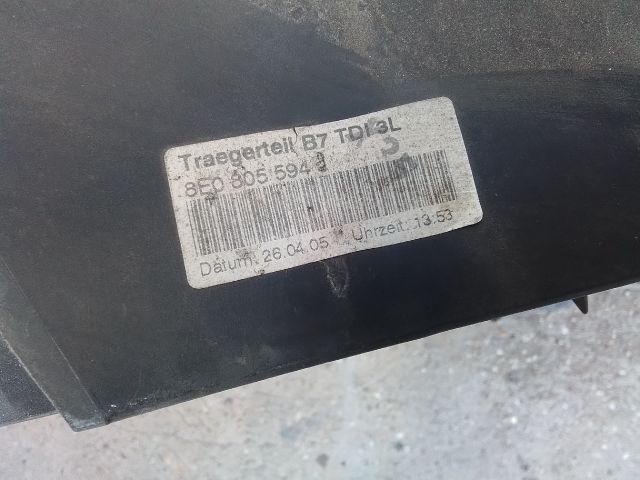 Traegerteil B7 TDI 3L
8E0 805 594
Datum: 26.04.05 Uhrzeit: 13:53